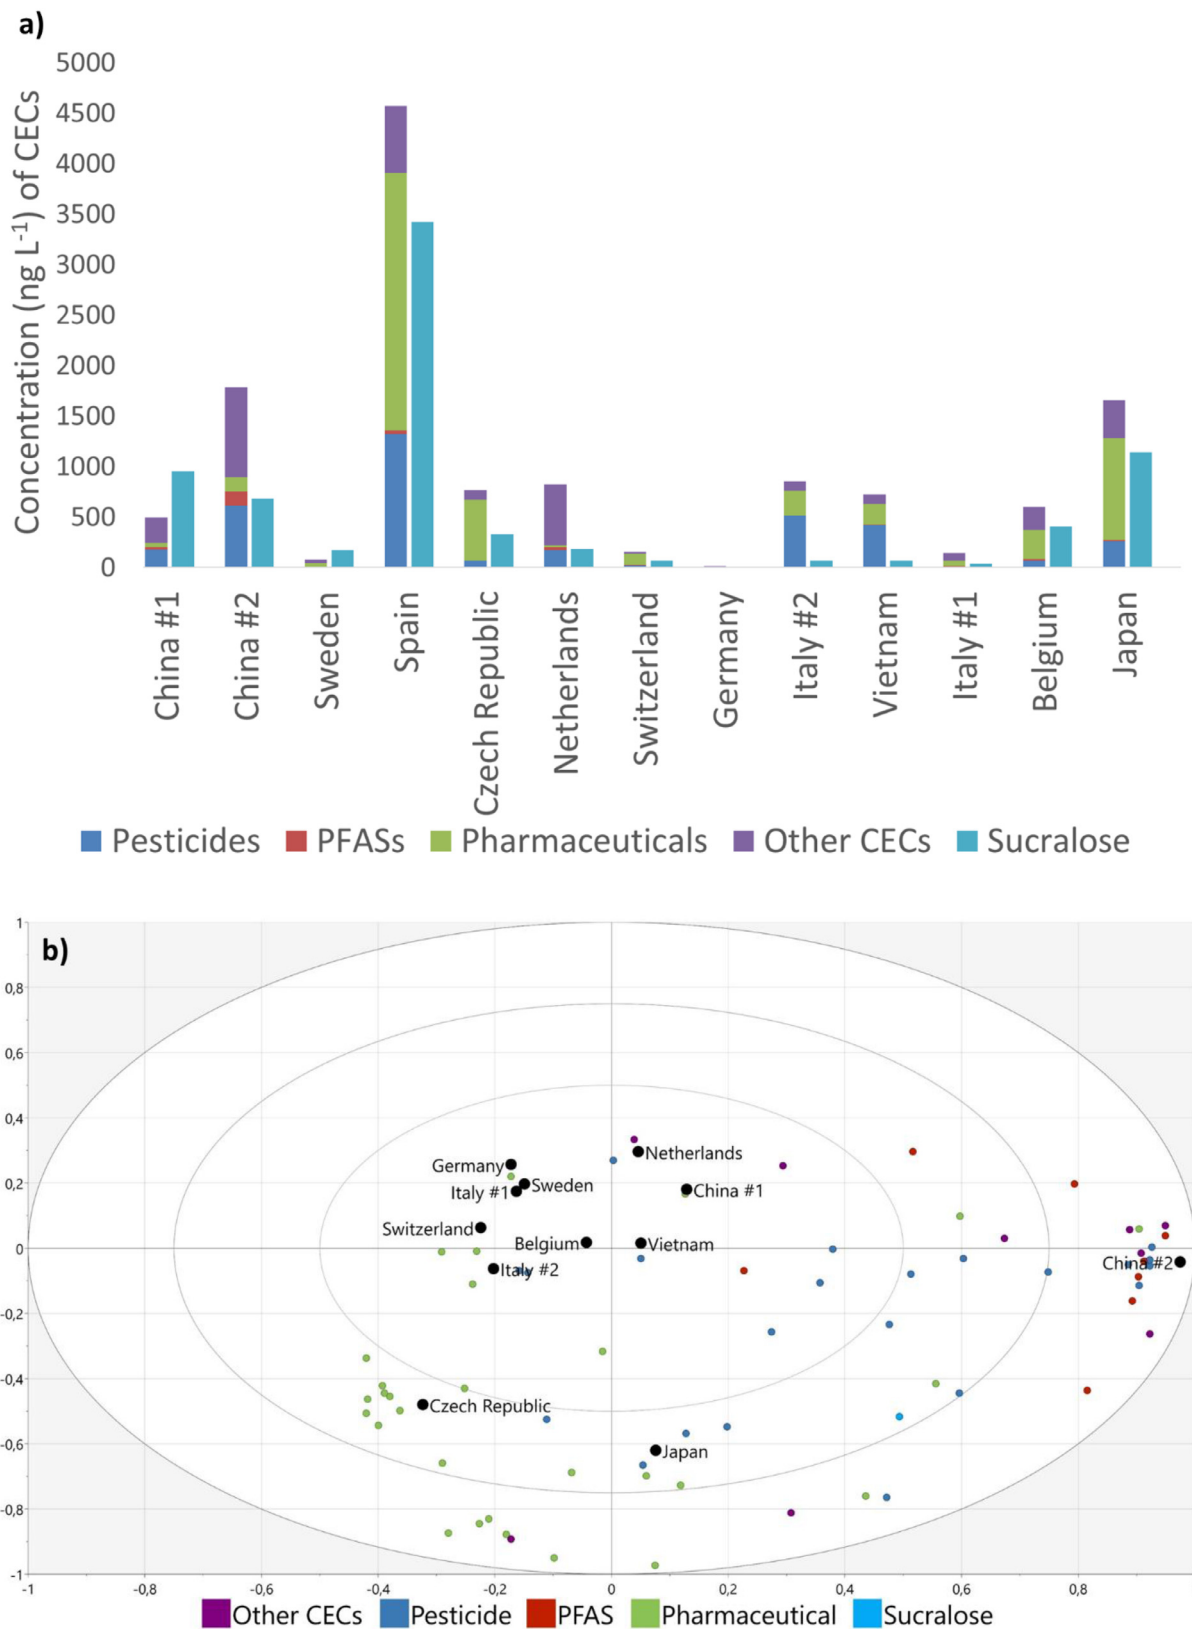 a)
Concentration (ng L⁻¹) of CECs
5000
4500
4000
3500
3000
2500
2000
1500
1000
500
0
China #1
China #2
Sweden
Spain
Czech Republic
Netherlands
Switzerland
Germany
Italy #2
Vietnam
Italy #1
Belgium
Japan
Pesticides PFASs Pharmaceuticals Other CECs Sucralose
b)
1
0,8
0,6
0,4
0,2
0
-0,2
-0,4
-0,6
-0,8
-1
Netherlands
Germany
Sweden
Italy #1
China #1
Switzerland
Belgium
Vietnam
China #2
Italy #2
Czech Republic
Japan
-1 -0,8 -0,6 -0,4 -0,2 0 0,2 0,4 0,6 0,8
Other CECs Pesticide PFAS Pharmaceutical Sucralose